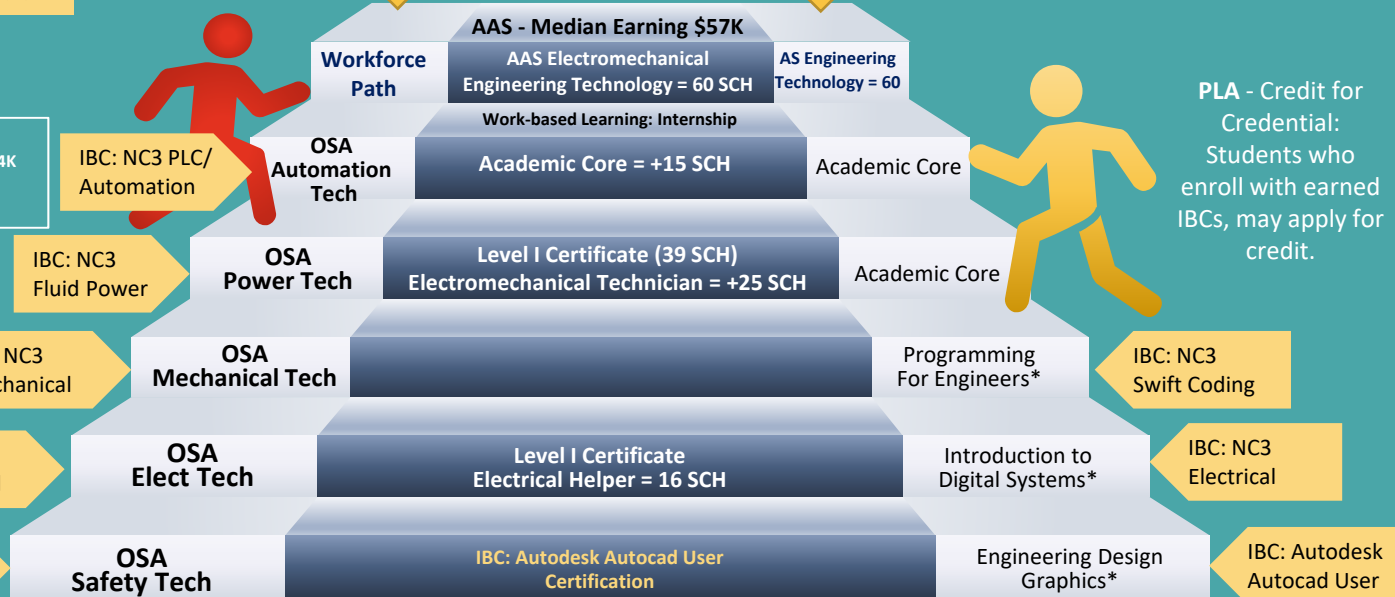 AAS - Median Earning $57K
Workforce
Path
AAS Electromechanical
Engineering Technology = 60 SCH
AS Engineering
Technology = 60
Work-based Learning: Internship
PLA - Credit for
Credential:
Students who
enroll with earned
IBCs, may apply for
credit.
IBC: NC3 PLC/
Automation
OSA
Automation
Tech
Academic Core = +15 SCH
Academic Core
IBC: NC3
Fluid Power
OSA
Power Tech
Level I Certificate (39 SCH)
Electromechanical Technician = +25 SCH
Academic Core
NC3
OSA
Mechanical Tech
Programming
For Engineers*
IBC: NC3
Swift Coding
OSA
Elect Tech
Level I Certificate
Electrical Helper = 16 SCH
Introduction to
Digital Systems*
IBC: NC3
Electrical
OSA
Safety Tech
IBC: Autodesk Autocad User
Certification
Engineering Design
Graphics*
IBC: Autodesk
Autocad User